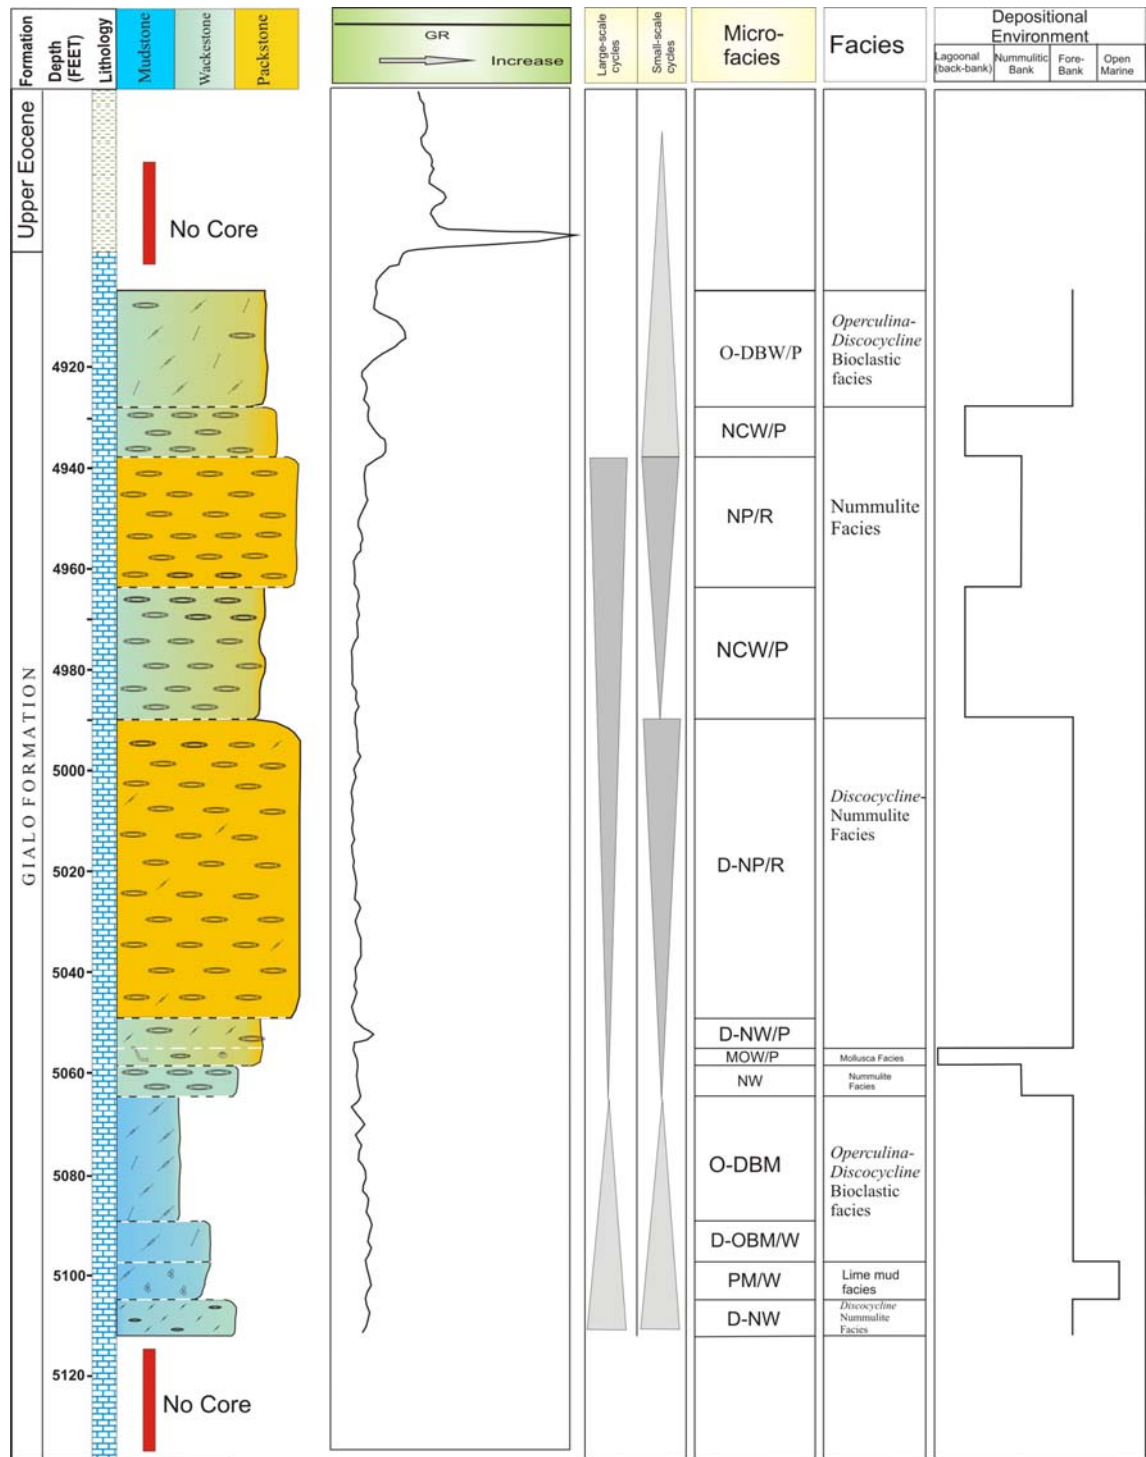 Formation
Depth
(FEET)
Lithology
Mudstone
Wackestone
Packstone
GR
Increase
Large-scale
cycles
Small-scale
cycles
Micro-
facies
Facies
Depositional
Environment
Lagoonal
(back-bank)
Nummulitic
Bank
Fore-
Bank
Open
Marine
Upper Eocene
No Core
GIALO FORMATION
4920
4940
4960
4980
5000
5020
5040
5060
5080
5100
5120
No Core
O-DBW/P
NCW/P
NP/R
NCW/P
D-NP/R
D-NW/P
MOW/P
NW
O-DBM
D-OBM/W
PM/W
D-NW
Operculina-
Discocycline
Bioclastic
facies
Nummulite
Facies
Discocycline-
Nummulite
Facies
Mollusca Facies
Nummulite
Facies
Operculina-
Discocycline
Bioclastic
facies
Lime mud
facies
Discocycline
Nummulite
Facies